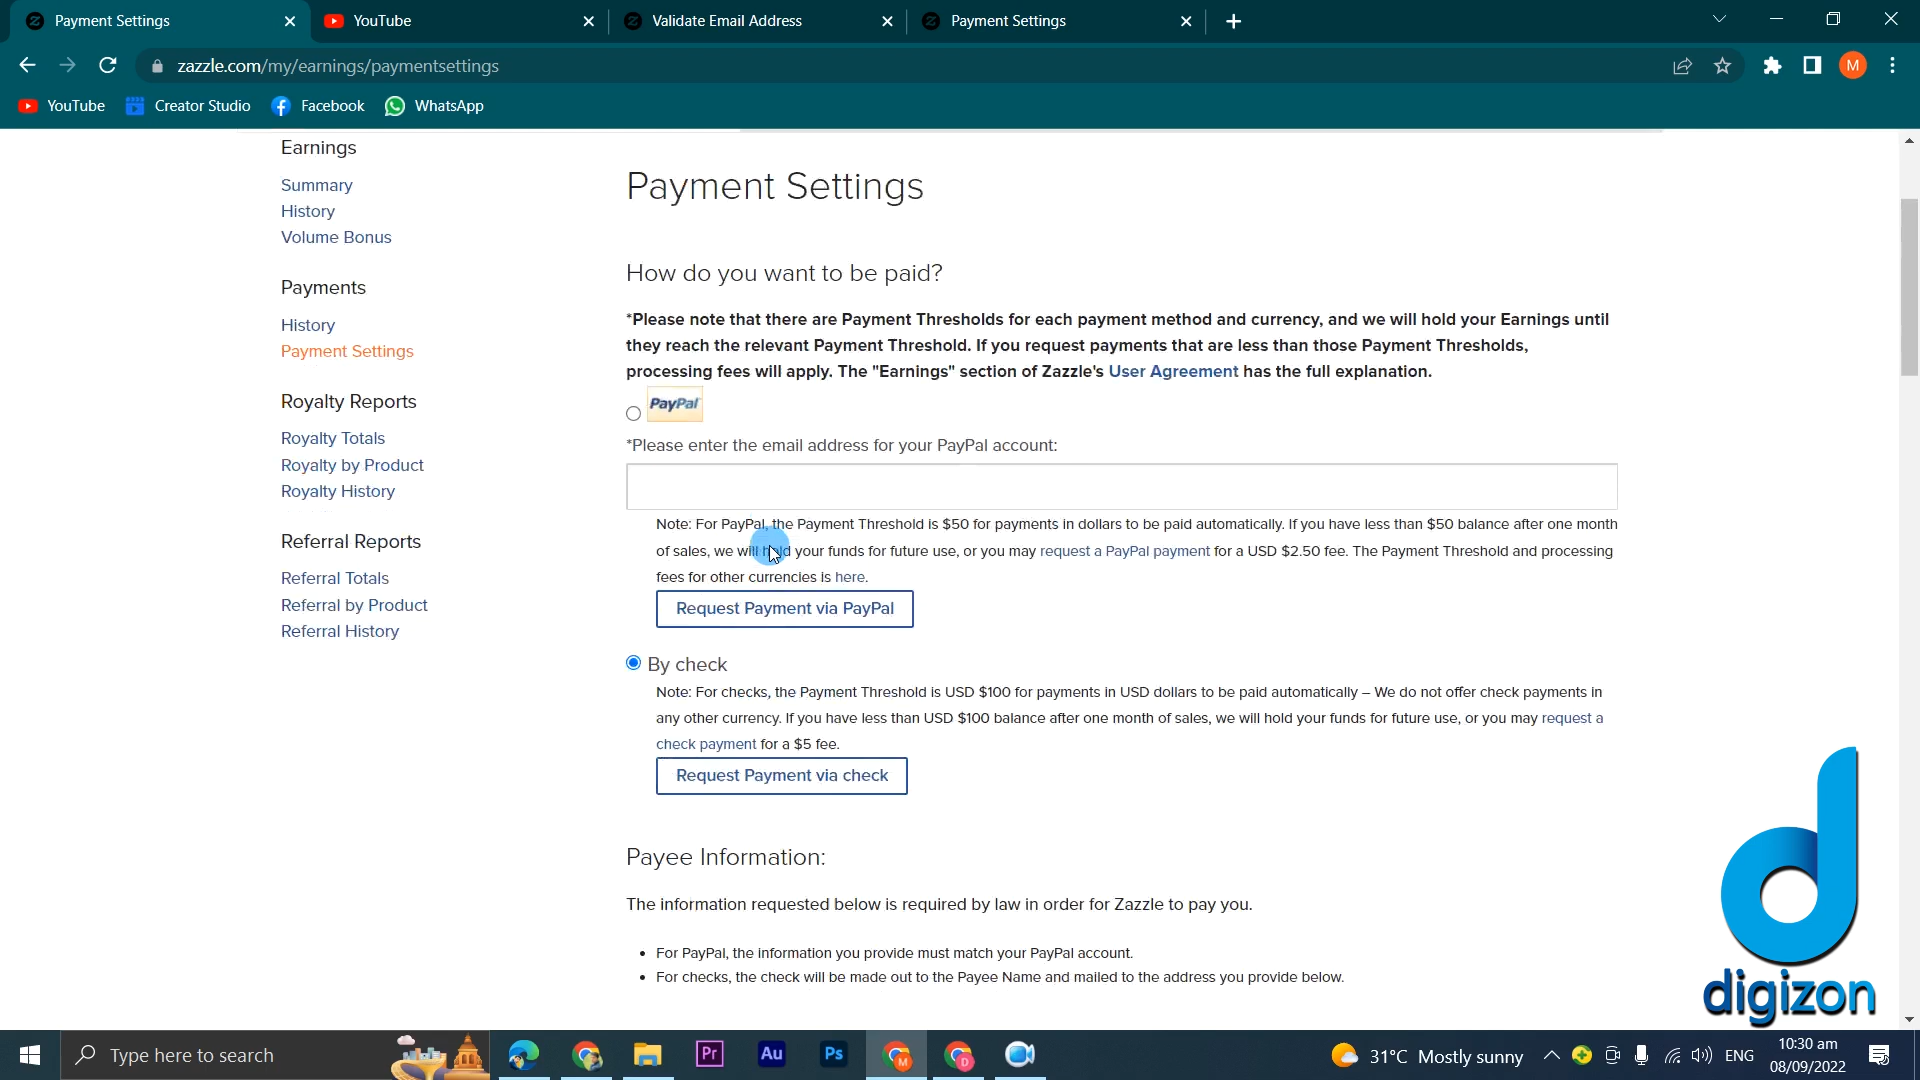 Payment Settings
YouTube
Validate Email Address
Payment Settings
zazzle.com/my/earnings/paymentsettings
M
YouTube
Creator Studio
Facebook
WhatsApp
Earnings
Summary
History
Volume Bonus
Payments
History
Payment Settings
Royalty Reports
Royalty Totals
Royalty by Product
Royalty History
Referral Reports
Referral Totals
Referral by Product
Referral History
Payment Settings
How do you want to be paid?
*Please note that there are Payment Thresholds for each payment method and currency, and we will hold your Earnings until
they reach the relevant Payment Threshold. If you request payments that are less than those Payment Thresholds,
processing fees will apply. The "Earnings" section of Zazzle's User Agreement has the full explanation.
PayPal
*Please enter the email address for your PayPal account:
Note: For PayPal, the Payment Threshold is $50 for payments in dollars to be paid automatically. If you have less than $50 balance after one month
of sales, we will hold your funds for future use, or you may request a PayPal payment for a USD $2.50 fee. The Payment Threshold and processing
fees for other currencies is here.
Request Payment via PayPal
By check
Note: For checks, the Payment Threshold is USD $100 for payments in USD dollars to be paid automatically – We do not offer check payments in
any other currency. If you have less than USD $100 balance after one month of sales, we will hold your funds for future use, or you may request a
check payment for a $5 fee.
Request Payment via check
Payee Information:
The information requested below is required by law in order for Zazzle to pay you.
• For PayPal, the information you provide must match your PayPal account.
• For checks, the check will be made out to the Payee Name and mailed to the address you provide below.
digizon
Type here to search
Pr
Au
Ps
M
D
31°C Mostly sunny
ENG
10:30 am
08/09/2022